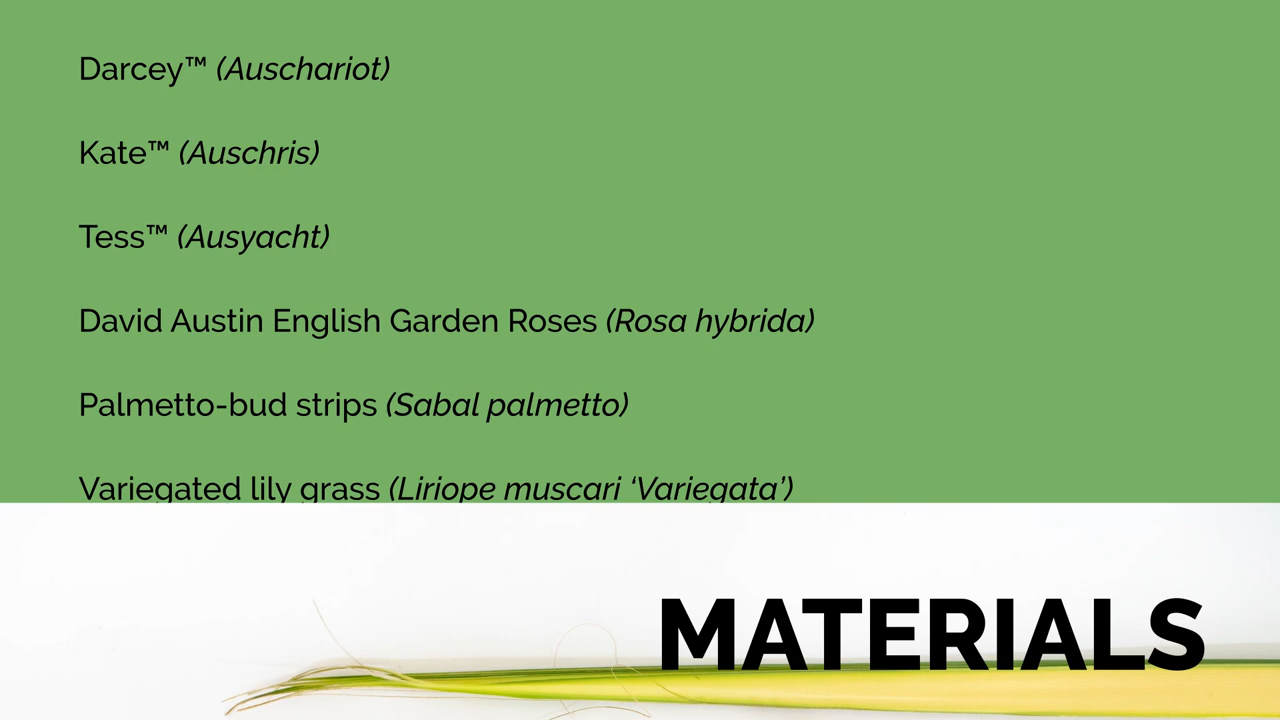 Darcey™ (Auschariot)
Kate™ (Auschris)
Tess™ (Ausyacht)
David Austin English Garden Roses (Rosa hybrida)
Palmetto-bud strips (Sabal palmetto)
Variegated lily grass (Liriope muscari ‘Variegata’)
MATERIALS